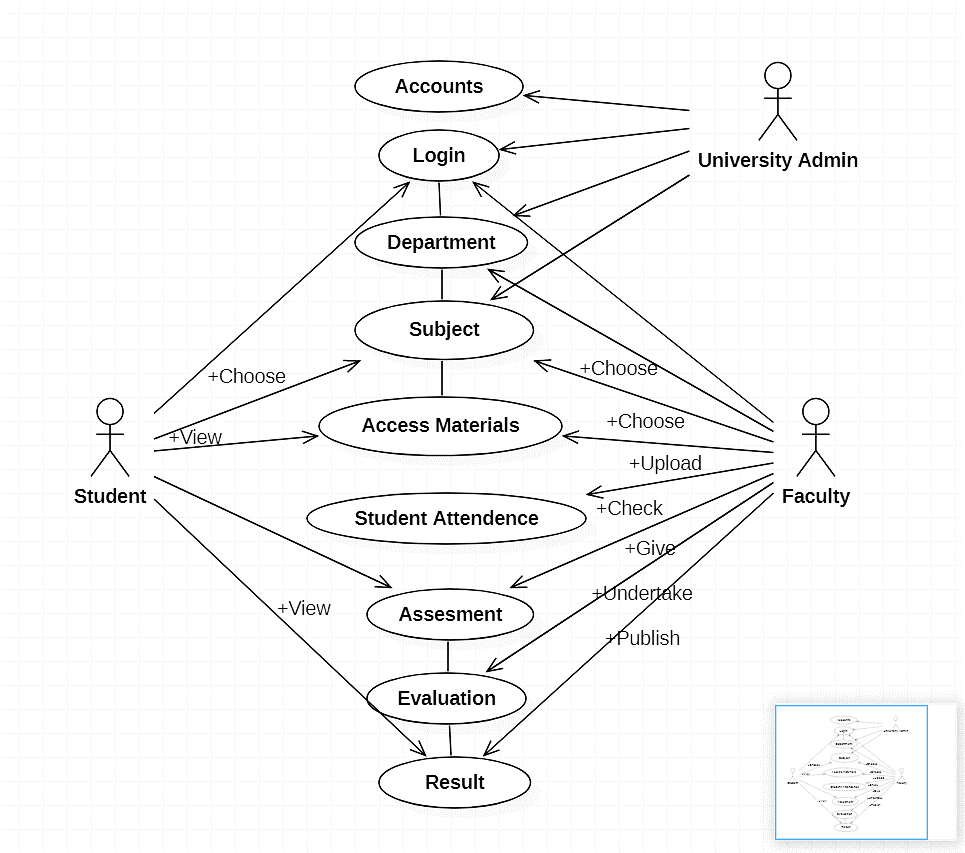 Accounts
Login
University Admin
Department
Subject
+Choose
+Choose
+View
Access Materials
+Choose
+Upload
Student
Faculty
Student Attendence
+Check
+Give
+Undertake
+View
Assesment
+Publish
Evaluation
Result